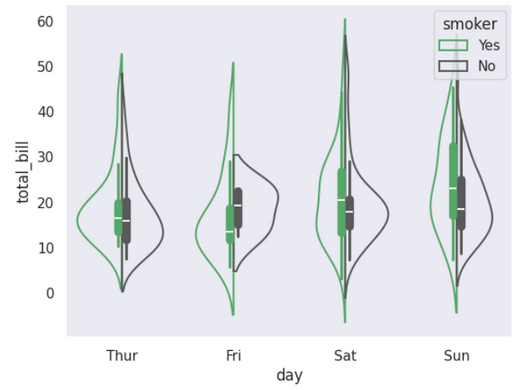 60
50
40
30
20
10
0
total_bill
smoker
Yes
No
Thur Fri Sat Sun
day